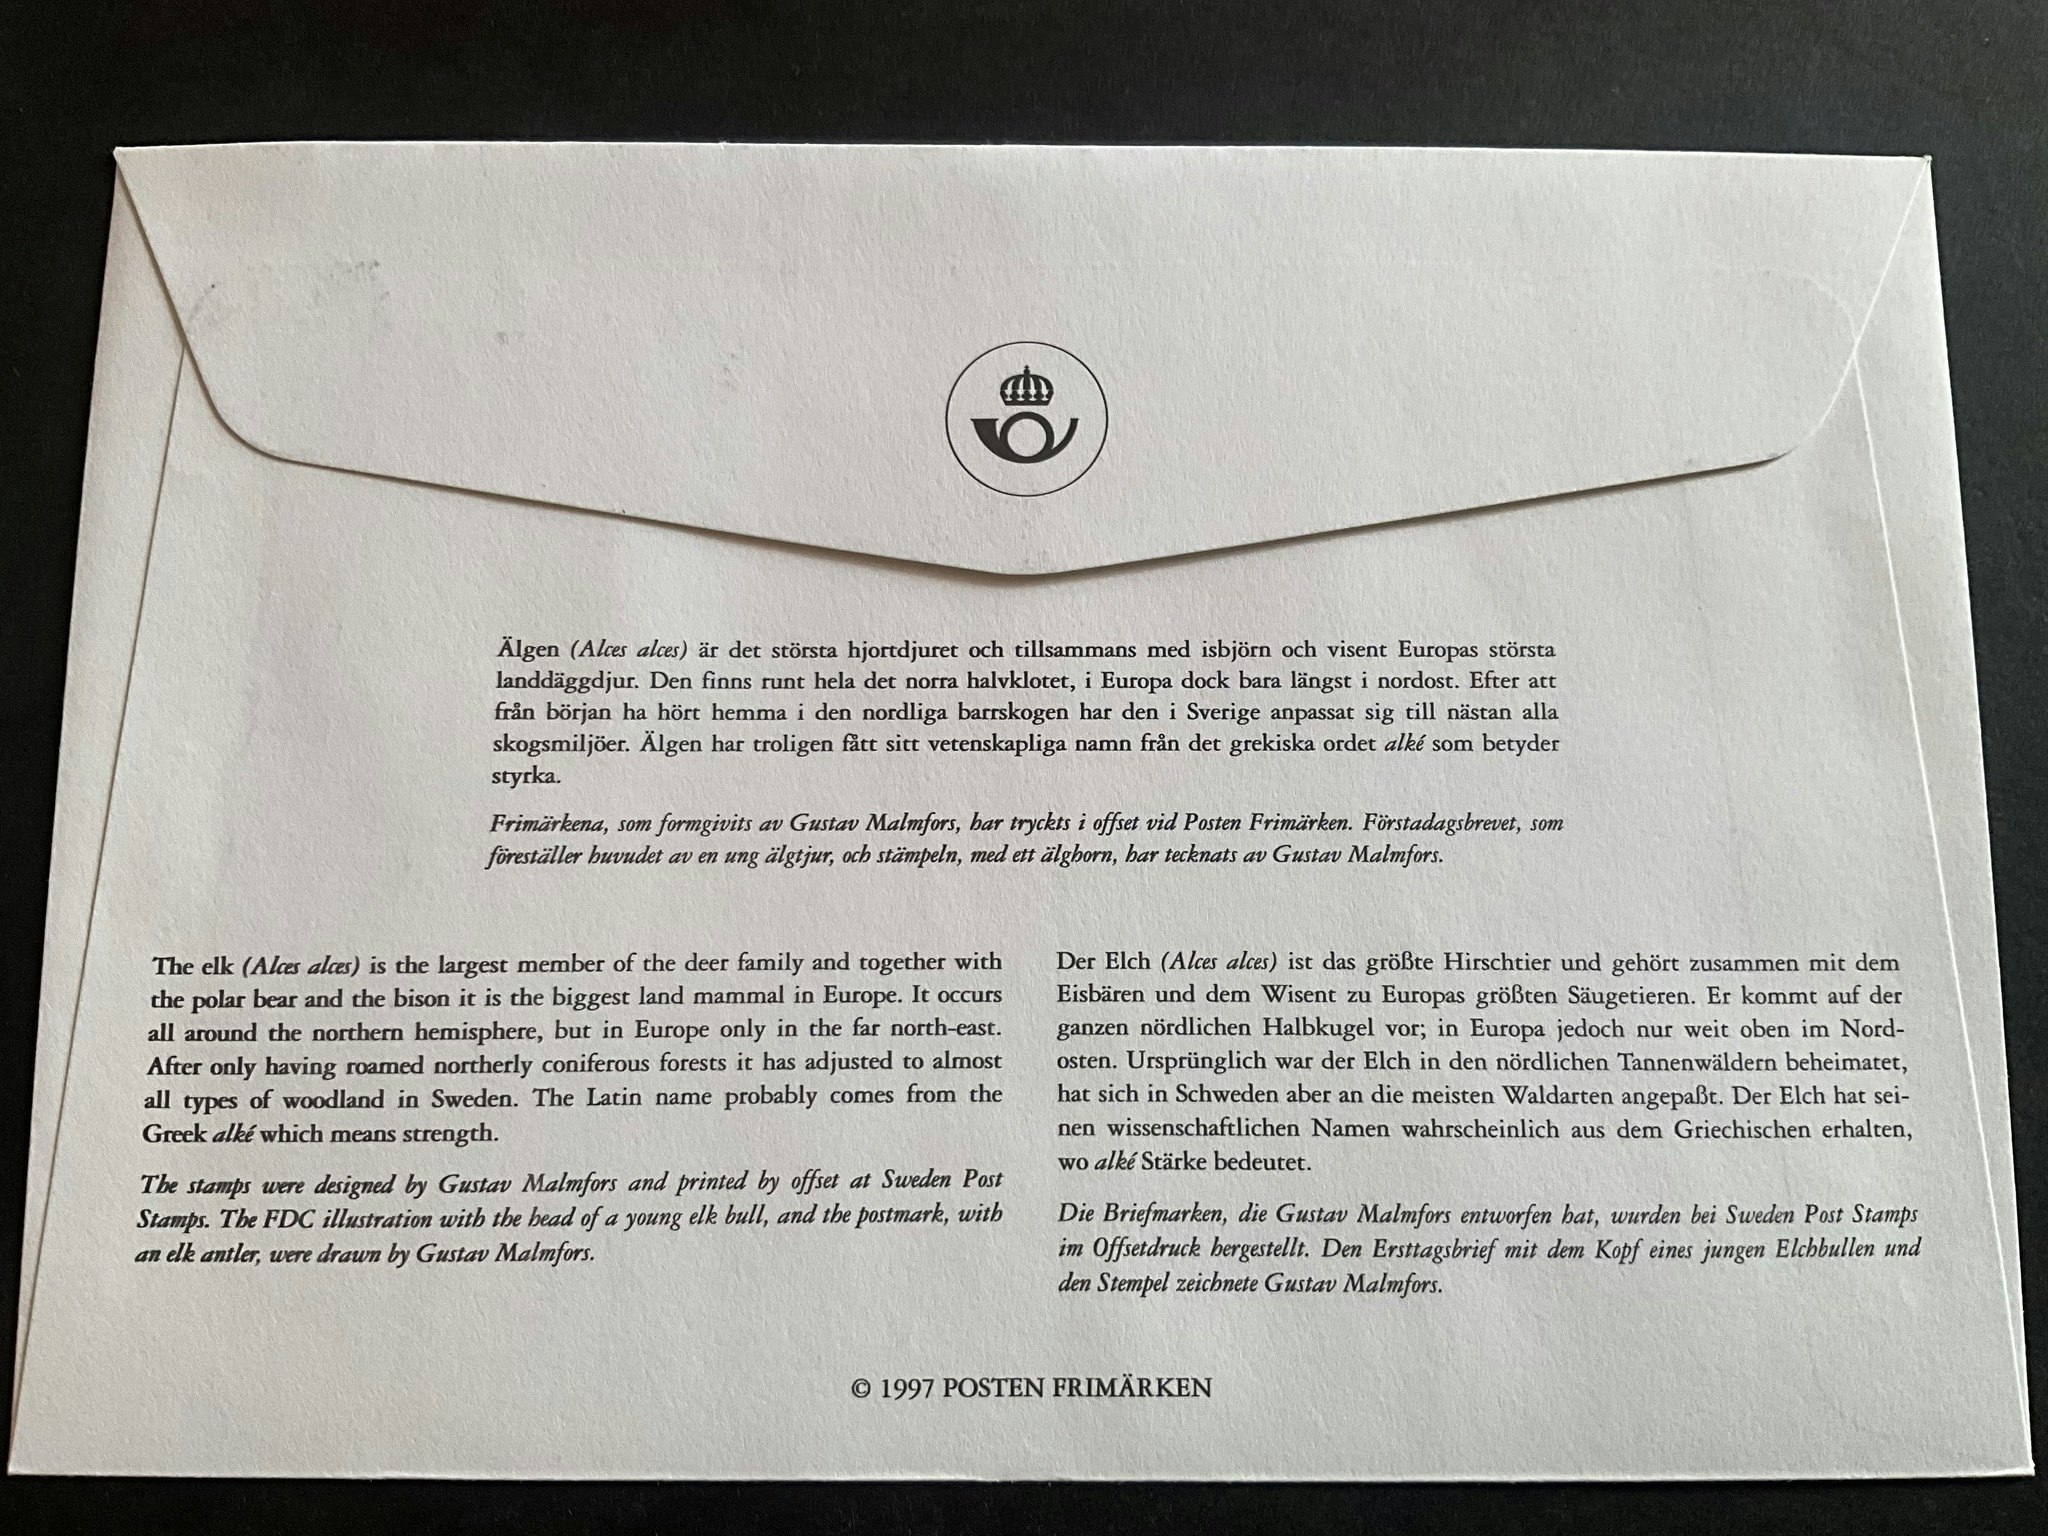 Älgen (Alces alces) är det största hjortdjuret och tillsammans med isbjörn och visent Europas största
landdäggdjur. Den finns runt hela det norra halvklotet, i Europa dock bara längst i nordost. Efter att
från början ha hört hemma i den nordliga barrskogen har den i Sverige anpassat sig till nästan alla
skogsmiljöer. Älgen har troligen fått sitt vetenskapliga namn från det grekiska ordet alké som betyder
styrka.
Frimärkena, som formgivits av Gustav Malmfors, har tryckts i offset vid Posten Frimärken. Förstadagsbrevet, som
föreställer huvudet av en ung älgtjur, och stämpeln, med ett älghorn, har tecknats av Gustav Malmfors.
The elk (Alces alces) is the largest member of the deer family and together with
the polar bear and the bison it is the biggest land mammal in Europe. It occurs
all around the northern hemisphere, but in Europe only in the far north-east.
After only having roamed northerly coniferous forests it has adjusted to almost
all types of woodland in Sweden. The Latin name probably comes from the
Greek alké which means strength.
The stamps were designed by Gustav Malmfors and printed by offset at Sweden Post
Stamps. The FDC illustration with the head of a young elk bull, and the postmark, with
an elk antler, were drawn by Gustav Malmfors.
Der Elch (Alces alces) ist das größte Hirschtier und gehört zusammen mit dem
Eisbären und dem Wisent zu Europas größten Säugetieren. Er kommt auf der
ganzen nördlichen Halbkugel vor; in Europa jedoch nur weit oben im Nord-
osten. Ursprünglich war der Elch in den nördlichen Tannenwäldern beheimatet,
hat sich in Schweden aber an die meisten Waldarten angepaßt. Der Elch hat sei-
nen wissenschaftlichen Namen wahrscheinlich aus dem Griechischen erhalten,
wo alké Stärke bedeutet.
Die Briefmarken, die Gustav Malmfors entworfen hat, wurden bei Sweden Post Stamps
im Offsetdruck hergestellt. Den Ersttagsbrief mit dem Kopf eines jungen Elchbullen und
den Stempel zeichnete Gustav Malmfors.
© 1997 POSTEN FRIMÄRKEN